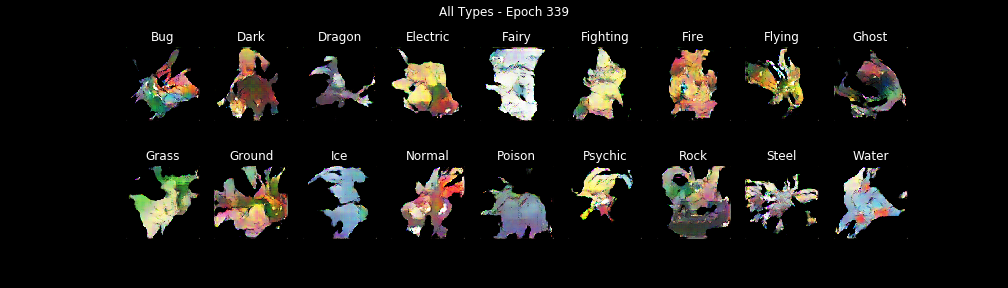 All Types - Epoch 339
Bug Dark Dragon Electric Fairy Fighting Fire Flying Ghost
Grass Ground Ice Normal Poison Psychic Rock Steel Water